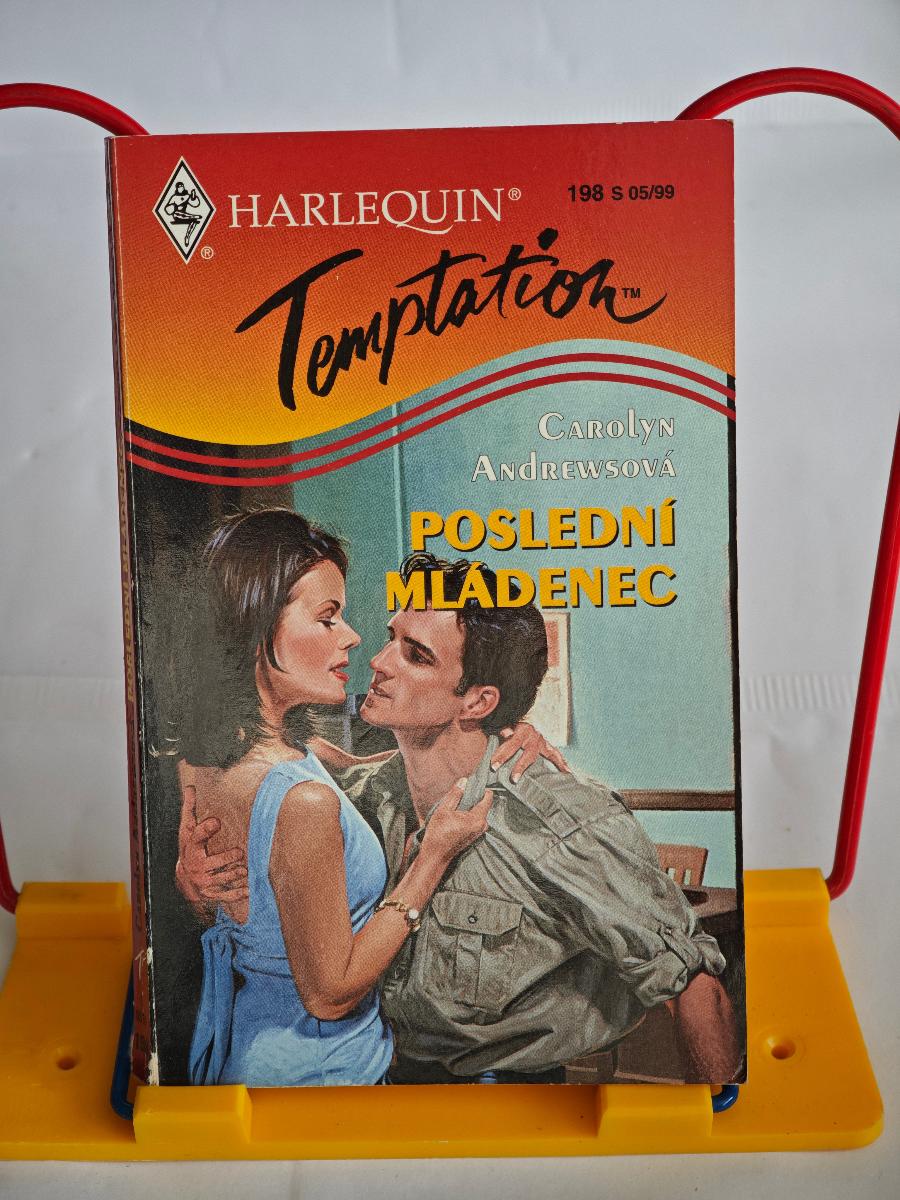 HARLEQUIN®
198 S 05/99
®
Temptation™
CAROLYN
ANDREWSOVÁ
POSLEDNÍ
MLÁDENEC